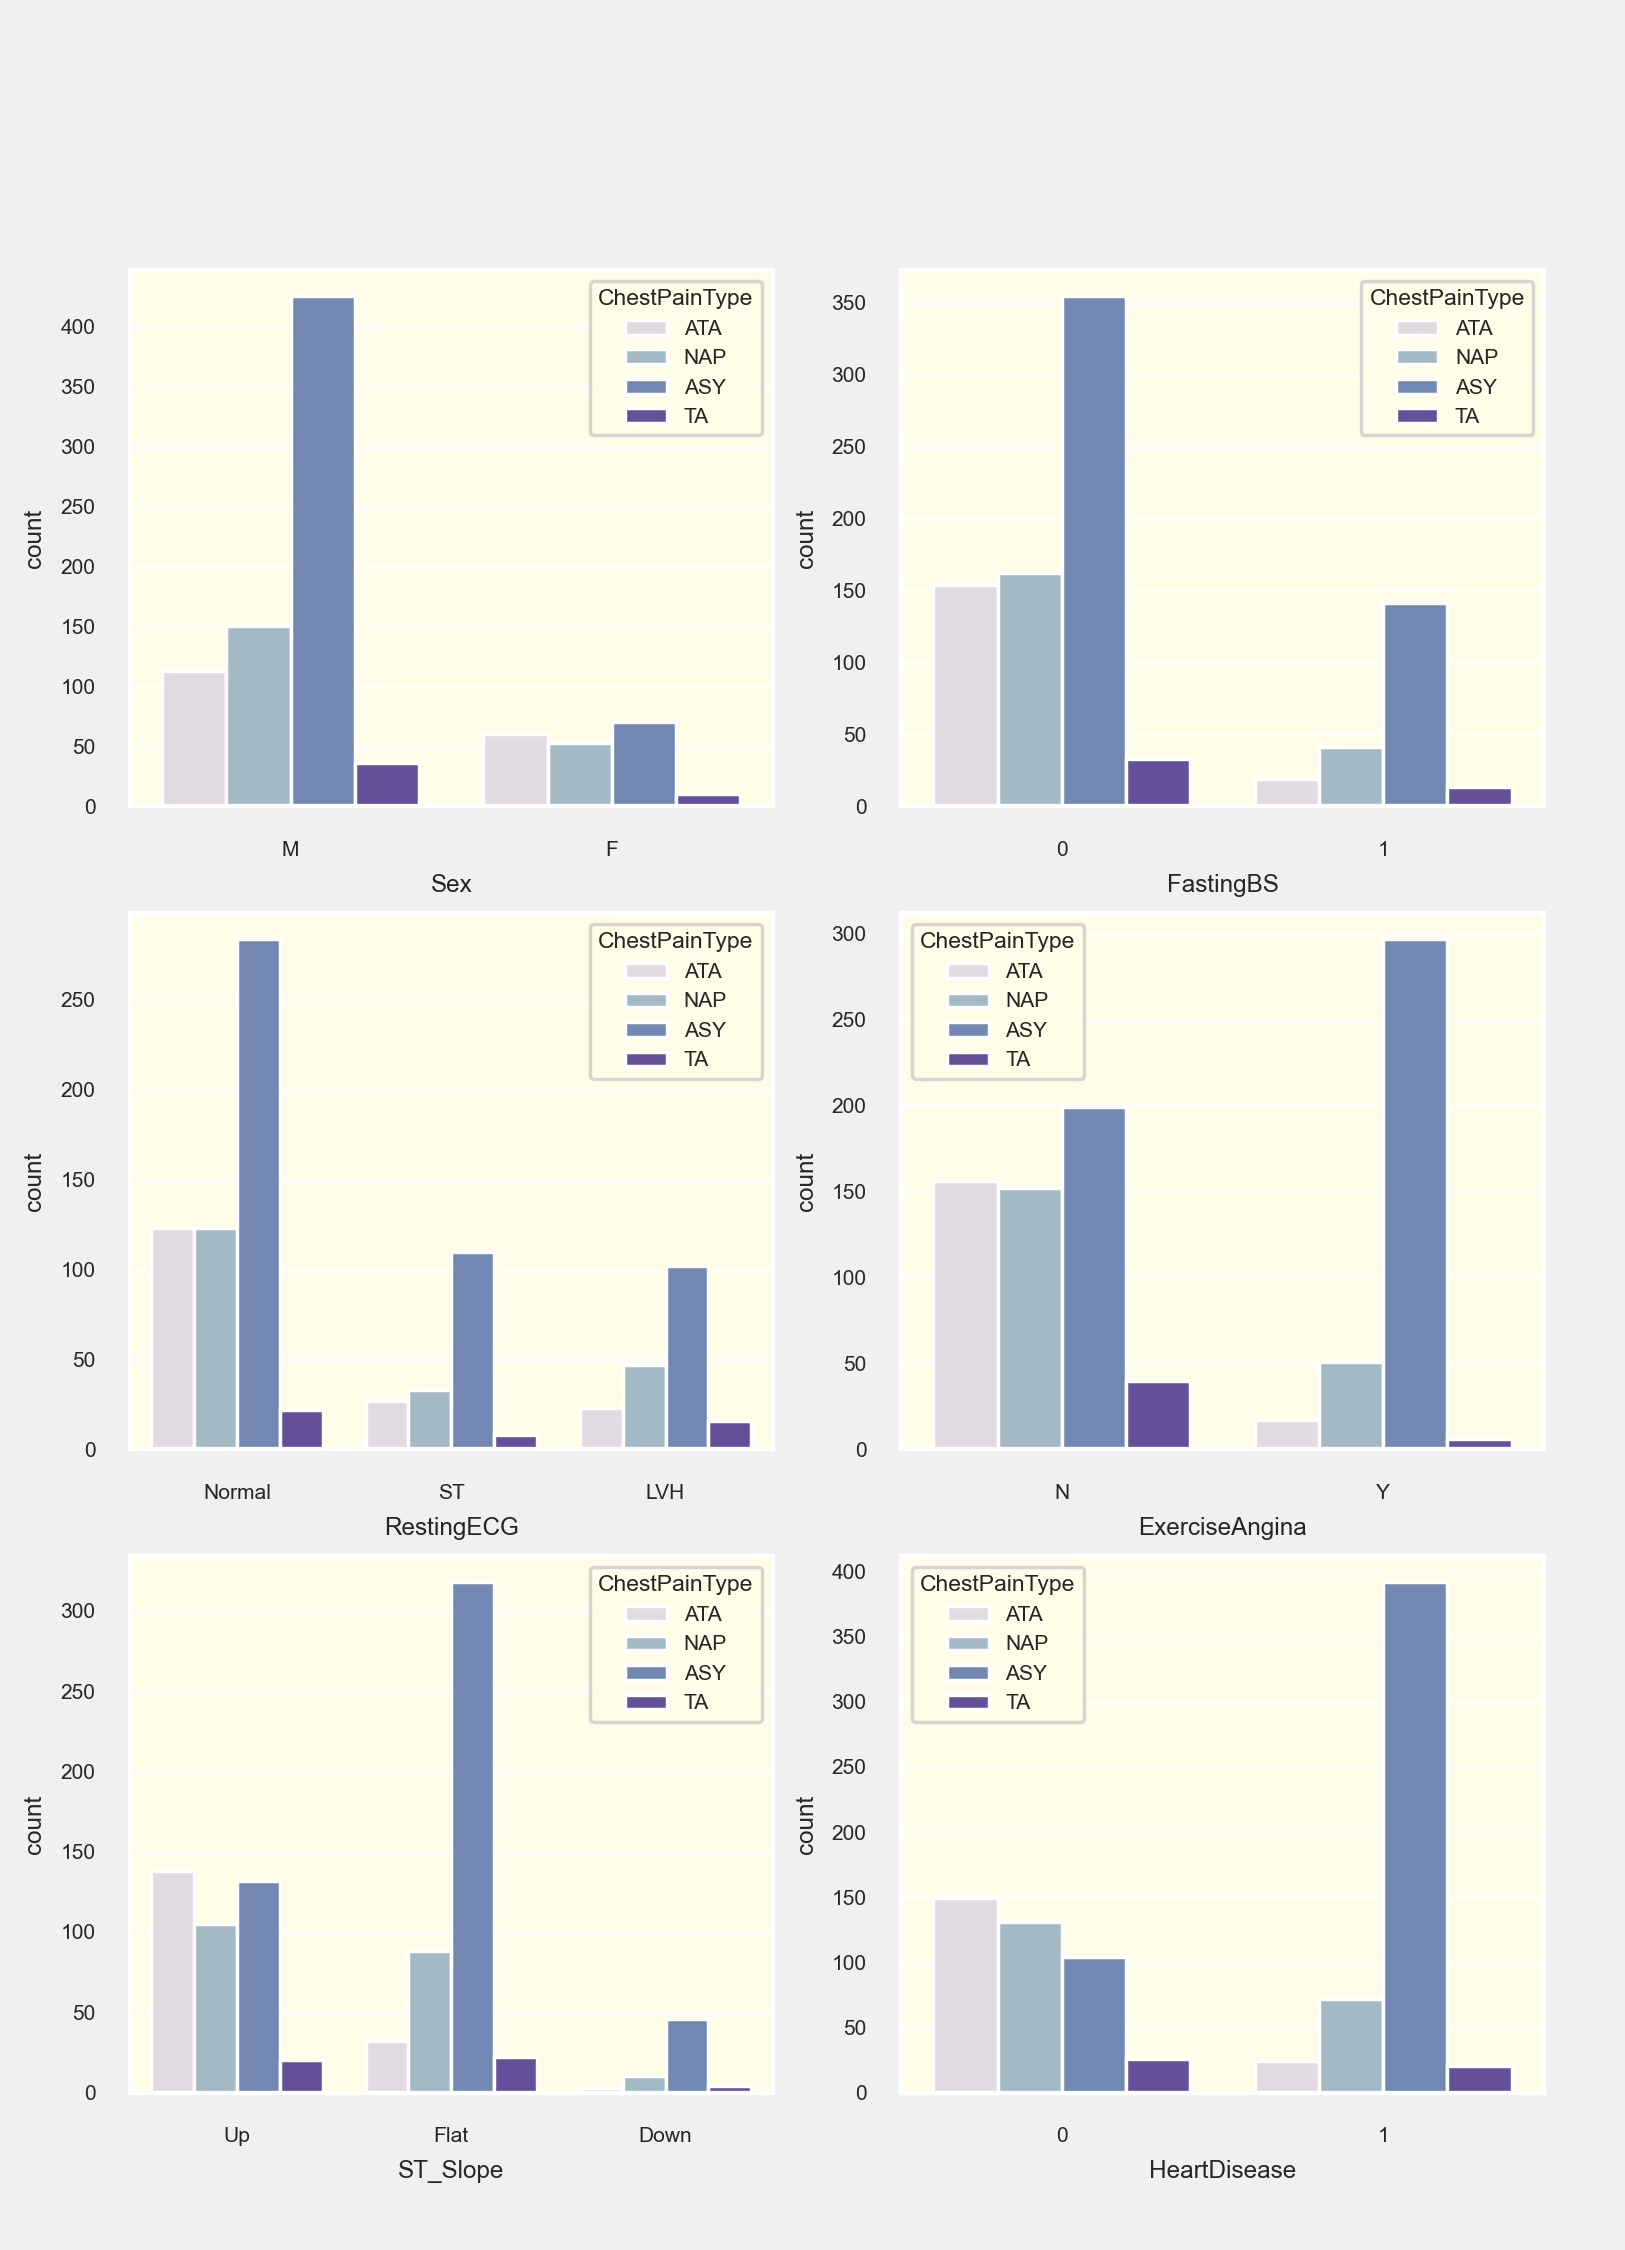 ChestPainType
ATA
NAP
ASY
TA
400
350
300
250
200
150
100
50
0
count
M F
Sex
ChestPainType
ATA
NAP
ASY
TA
350
300
250
200
150
100
50
0
count
0 1
FastingBS
ChestPainType
ATA
NAP
ASY
TA
250
200
150
100
50
0
count
Normal ST LVH
RestingECG
ChestPainType
ATA
NAP
ASY
TA
300
250
200
150
100
50
0
count
N Y
ExerciseAngina
ChestPainType
ATA
NAP
ASY
TA
300
250
200
150
100
50
0
count
Up Flat Down
ST_Slope
ChestPainType
ATA
NAP
ASY
TA
400
350
300
250
200
150
100
50
0
count
0 1
HeartDisease